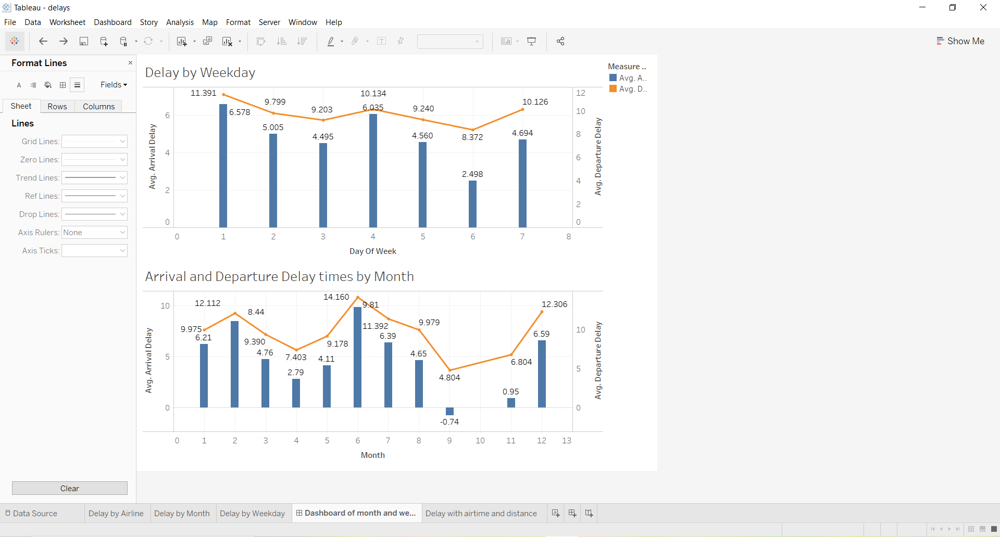 Tableau - delays
File Data Worksheet Dashboard Story Analysis Map Format Server Window Help
Show Me
Format Lines
Fields
Sheet Rows Columns
Lines
Grid Lines:
Zero Lines:
Trend Lines:
Ref Lines:
Drop Lines:
Axis Rulers: None
Axis Ticks:
Clear
Delay by Weekday
Measure ..
Avg. A..
Avg. D..
11.391 9.799 9.203 10.134 9.240 8.372 10.126
6.578 5.005 4.495 6.035 4.560 2.498 4.694
Avg. Arrival Delay
6
4
2
0
Avg. Departure Delay
12
10
8
6
4
2
0
0 1 2 3 4 5 6 7 8
Day Of Week
Arrival and Departure Delay times by Month
9.975 12.112 9.390 7.403 9.178 14.160 11.392 9.979 4.804 6.804 12.306
6.21 8.44 4.76 2.79 4.11 9.81 6.39 4.65 -0.74 0.95 6.59
Avg. Arrival Delay
10
5
0
Avg. Departure Delay
10
5
0
0 1 2 3 4 5 6 7 8 9 10 11 12 13
Month
Data Source Delay by Airline Delay by Month Delay by Weekday Dashboard of month and we... Delay with airtime and distance